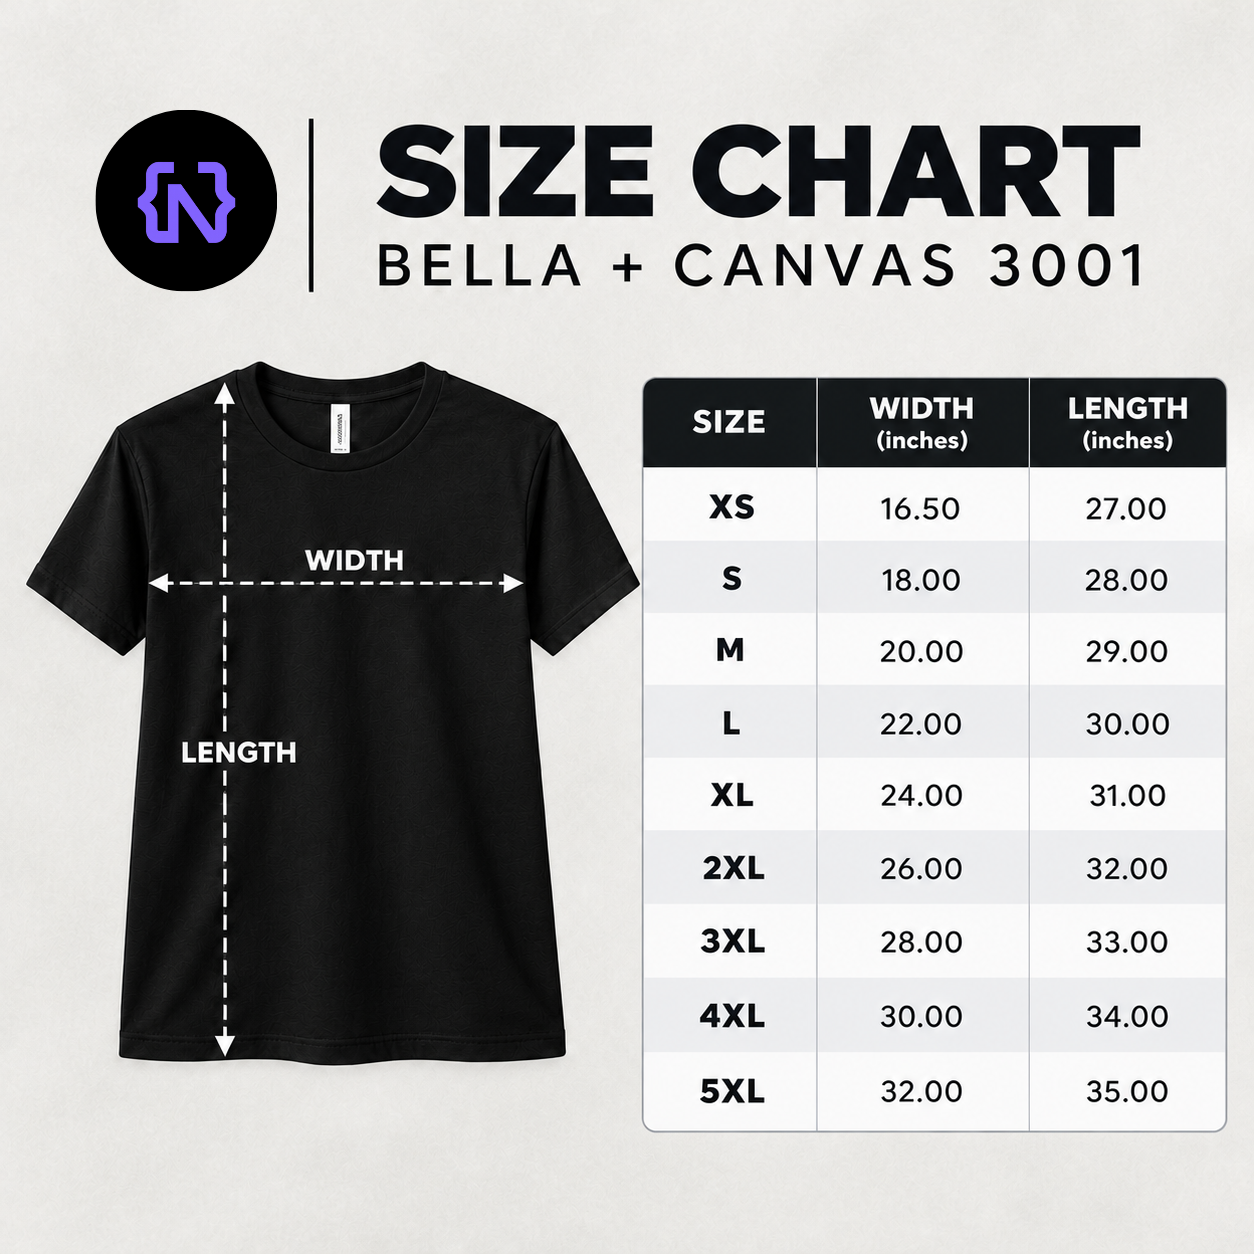 N
SIZE CHART
BELLA + CANVAS 3001
WIDTH
LENGTH
SIZE WIDTH (inches) LENGTH (inches)
XS 16.50 27.00
S 18.00 28.00
M 20.00 29.00
L 22.00 30.00
XL 24.00 31.00
2XL 26.00 32.00
3XL 28.00 33.00
4XL 30.00 34.00
5XL 32.00 35.00